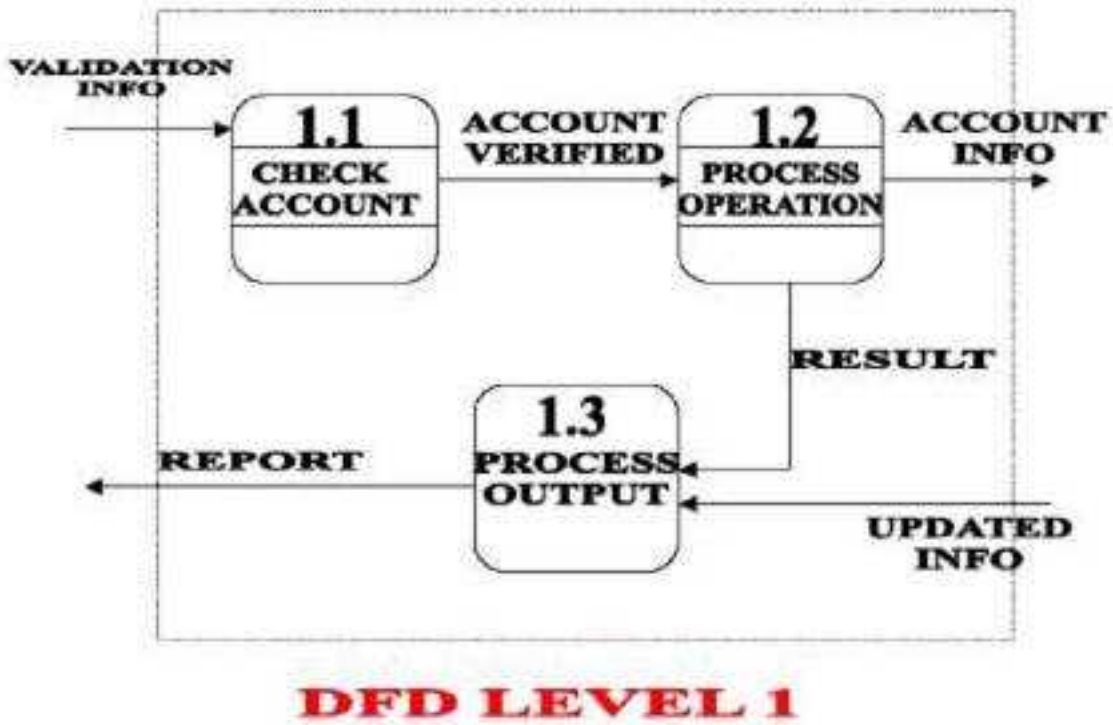 VALIDATION
INFO
1.1
CHECK
ACCOUNT
ACCOUNT
VERIFIED
1.2
PROCESS
OPERATION
ACCOUNT
INFO
RESULT
1.3
PROCESS
OUTPUT
REPORT
UPDATED
INFO
DFD LEVEL 1